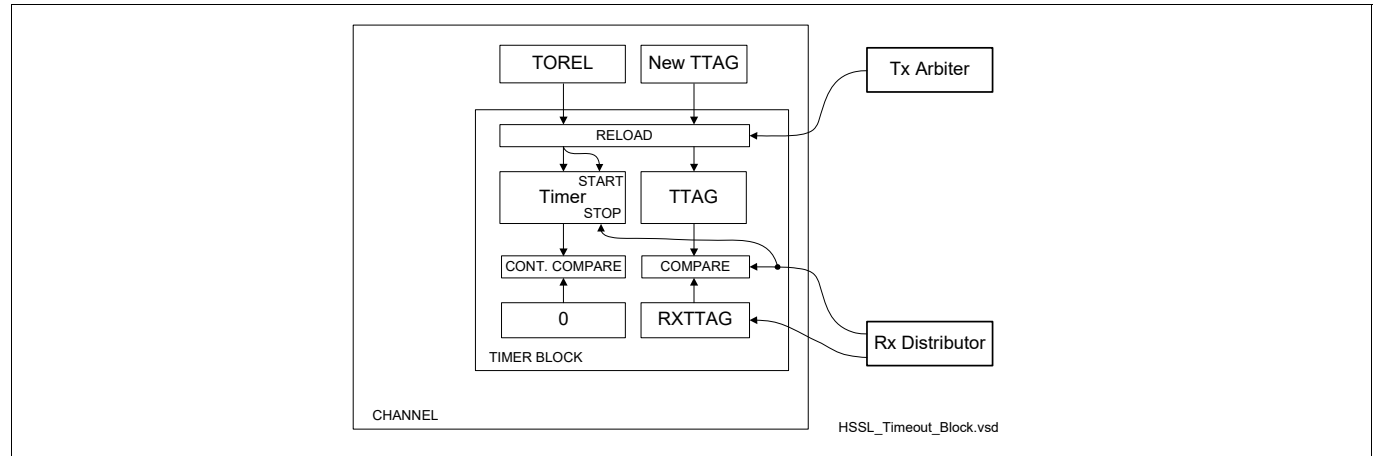 TOREL
New TTAG
Tx Arbiter
RELOAD
START
Timer
STOP
TTAG
CONT. COMPARE
COMPARE
0
RXTTAG
Rx Distributor
TIMER BLOCK
CHANNEL
HSSL_Timeout_Block.vsd